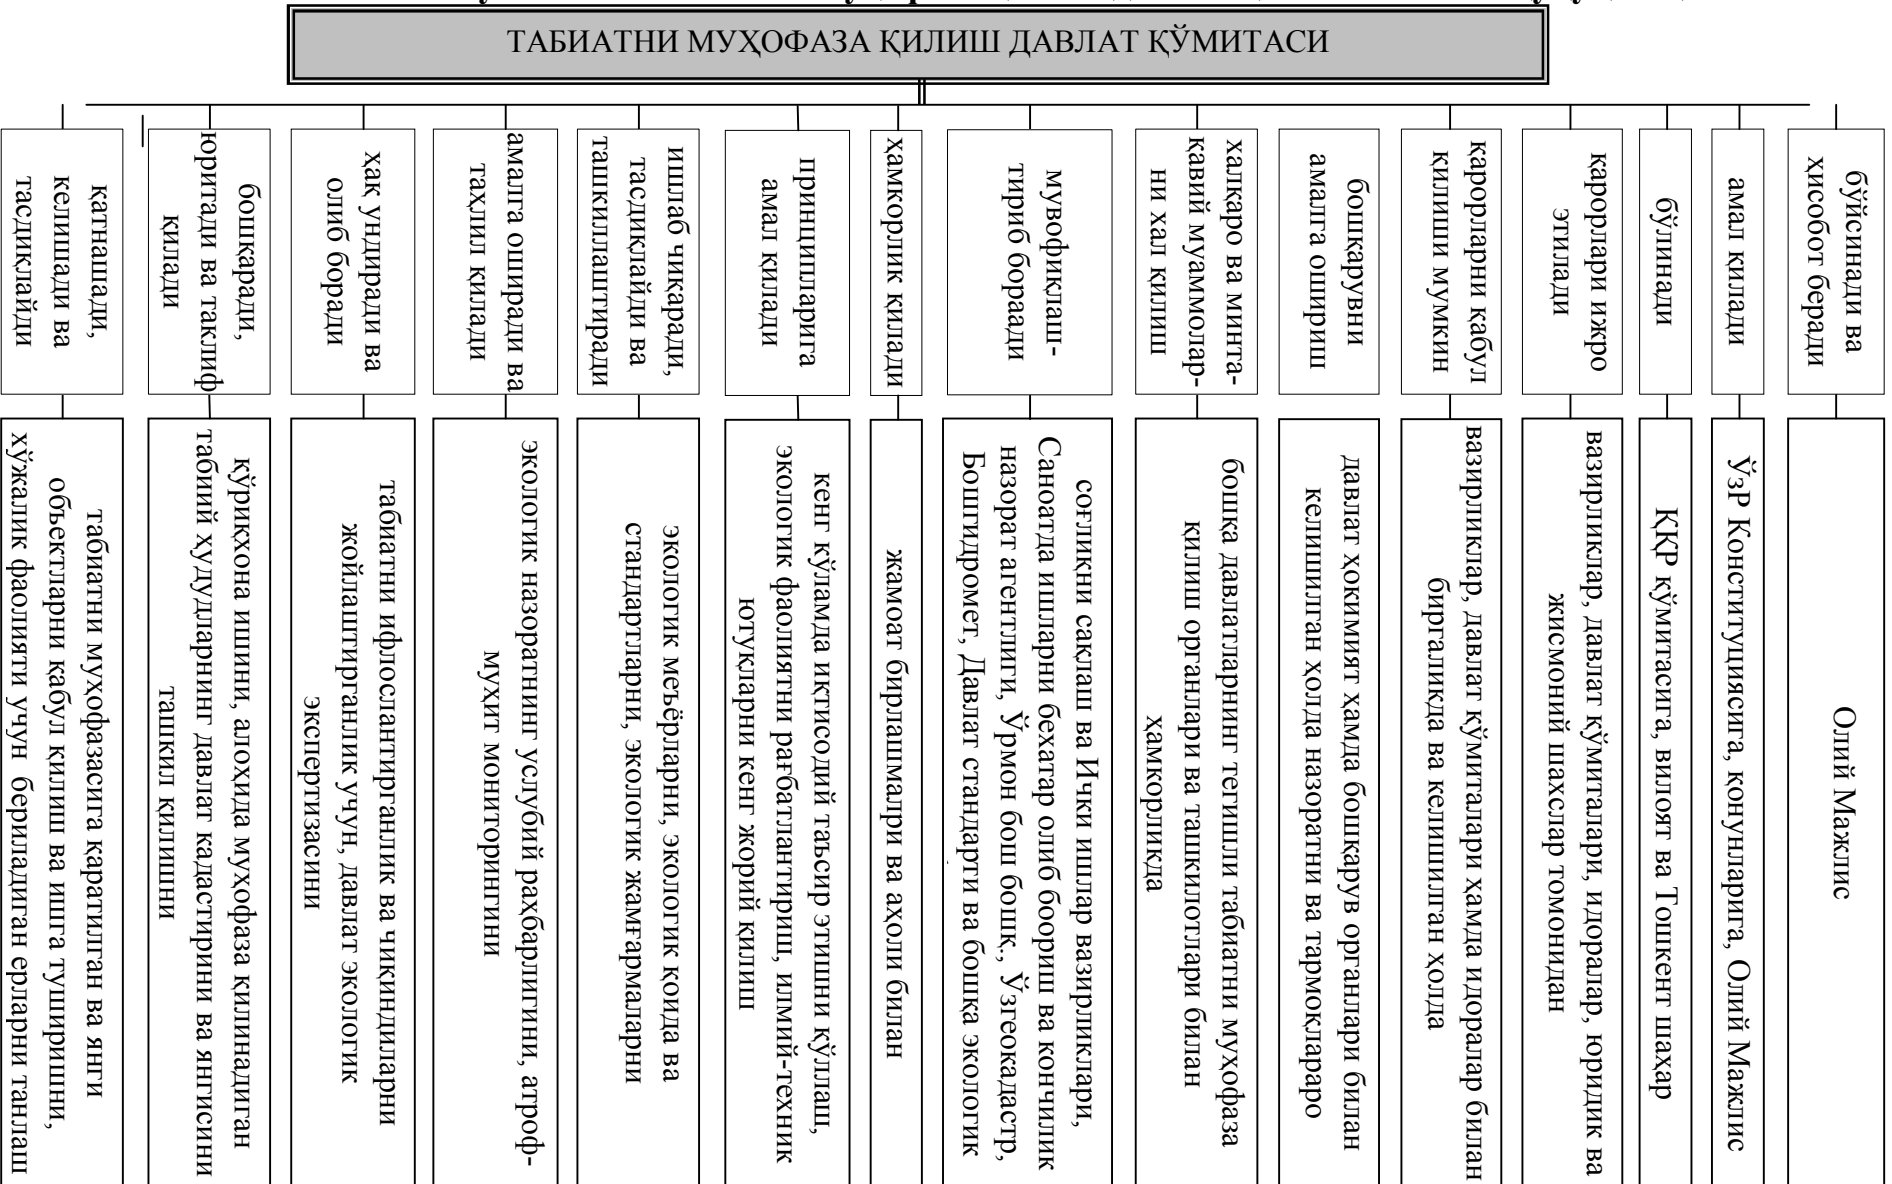 ТАБИАТНИ МУҲОФАЗА ҚИЛИШ ДАВЛАТ ҚЎМИТАСИ
бўйсинади ва
ҳисобот беради
Олий Мажлис
амал қилади
ЎзР Конституциясига, қонунларига, Олий Мажлис
бўлинади
ҚҚР қўмитасига, вилоят ва Тошкент шаҳар
қарорлари ижро
этилади
вазирликлар, давлат қўмиталари, идоралар, юридик ва
жисмоний шахслар томонидан
қарорларни қабул
қилиши мумкин
вазирликлар, давлат қўмиталари ҳамда идоралар билан
биргаликда ва келишилган ҳолда
бошқарувни
амалга ошириш
давлат ҳокимият ҳамда бошқарув органлари билан
келишилган ҳолда назоратни ва тармоқлараро
халқаро ва минта-
қавий муаммолар-
ни хал қилиш
бошқа давлатларнинг тегишли табиатни муҳофаза
қилиш органлари ва ташкилотлари билан
ҳамкорликда
мувофиқлаш-
тириб бораади
соғлиқни сақлаш ва Ички ишлар вазирликлари,
Саноатда ишларни бехатар олиб боориш ва кончилик
назорат агентлиги, Ўрмон бош бошқ., Ўзгеокадастр,
Бошгидромет, Давлат стандарти ва бошқа экологик
ҳамкорлик қилади
жамоат бирлашмалри ва аҳоли билан
принципларига
амал қилади
кенг кўламда иқтисодий таъсир этишни қўллаш,
экологик фаолиятни рағбатлантириш, илмий-техник
ютуқларни кенг жорий қилиш
ишлаб чиқаради,
тасдиқлайди ва
ташкиллаштиради
экологик меъёрларни, экологик қоида ва
стандартларни, экологик жамғармаларни
амалга оширади ва
таҳлил қилади
экологик назоратнинг услубий раҳбарлигини, атроф-
муҳит мониторингини
ҳақ ундиради ва
олиб боради
табиатни ифлослантирганлик ва чиқиндиларни
жойлаштирганлик учун, давлат экологик
экспертизасини
бошқаради,
юритади ва таклиф
қилади
қўриқхона ишини, алоҳида муҳофаза қилинадиган
табиий ҳудудларнинг давлат кадастирини ва янгисини
ташкил қилишни
қатнашади,
келишади ва
тасдиқлайди
табиатни муҳофазасига қаратилган ва янги
объектларни қабул қилиш ва ишга туширишни,
хўжалик фаолияти учун бериладиган ерларни танлаш